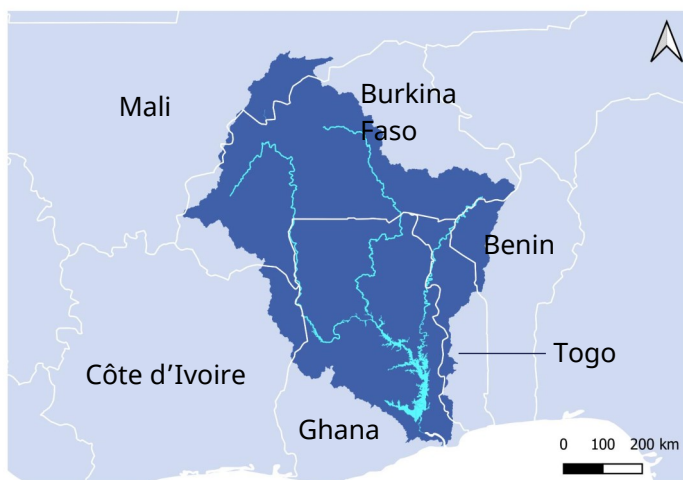 Mali
Burkina
Faso
Benin
Togo
Côte d’Ivoire
Ghana
0 100 200 km